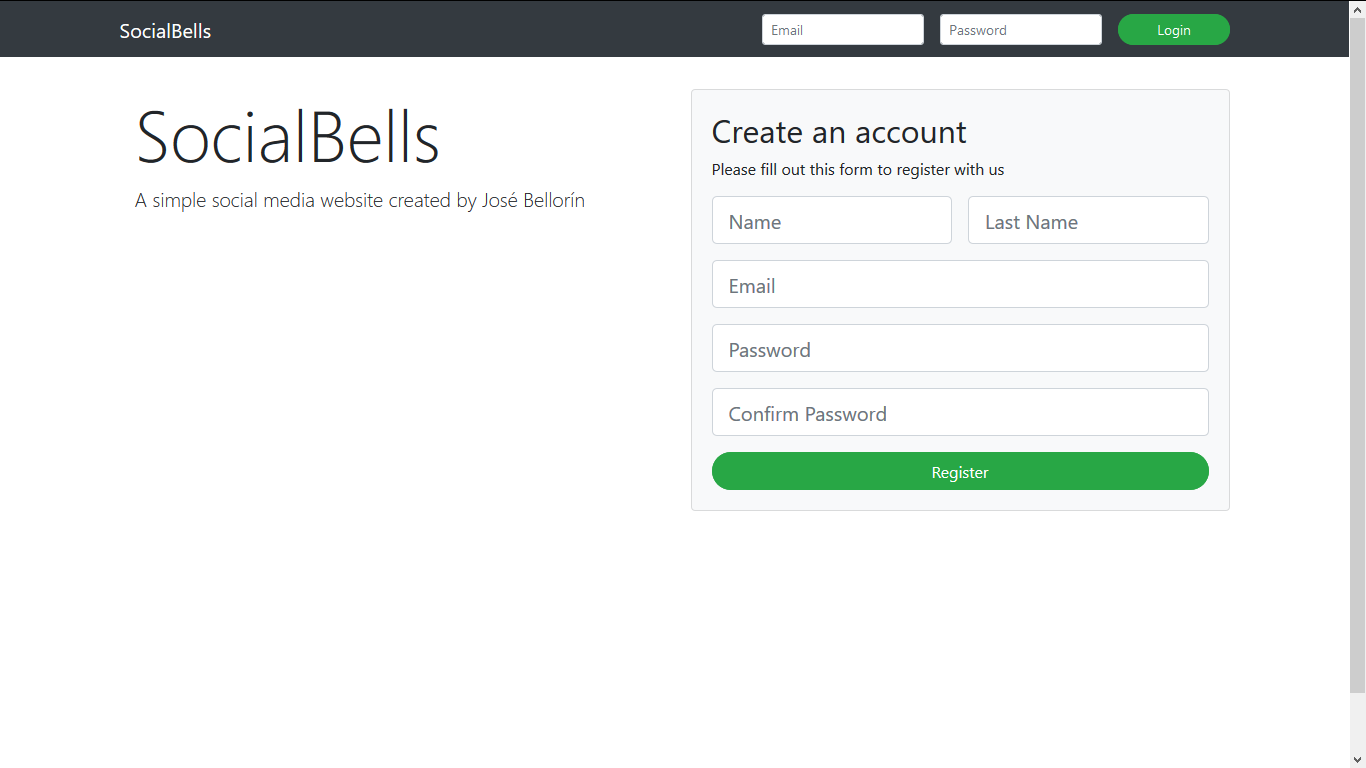 SocialBells
Email
Password
Login
SocialBells
A simple social media website created by José Bellorín
Create an account
Please fill out this form to register with us
Name
Last Name
Email
Password
Confirm Password
Register